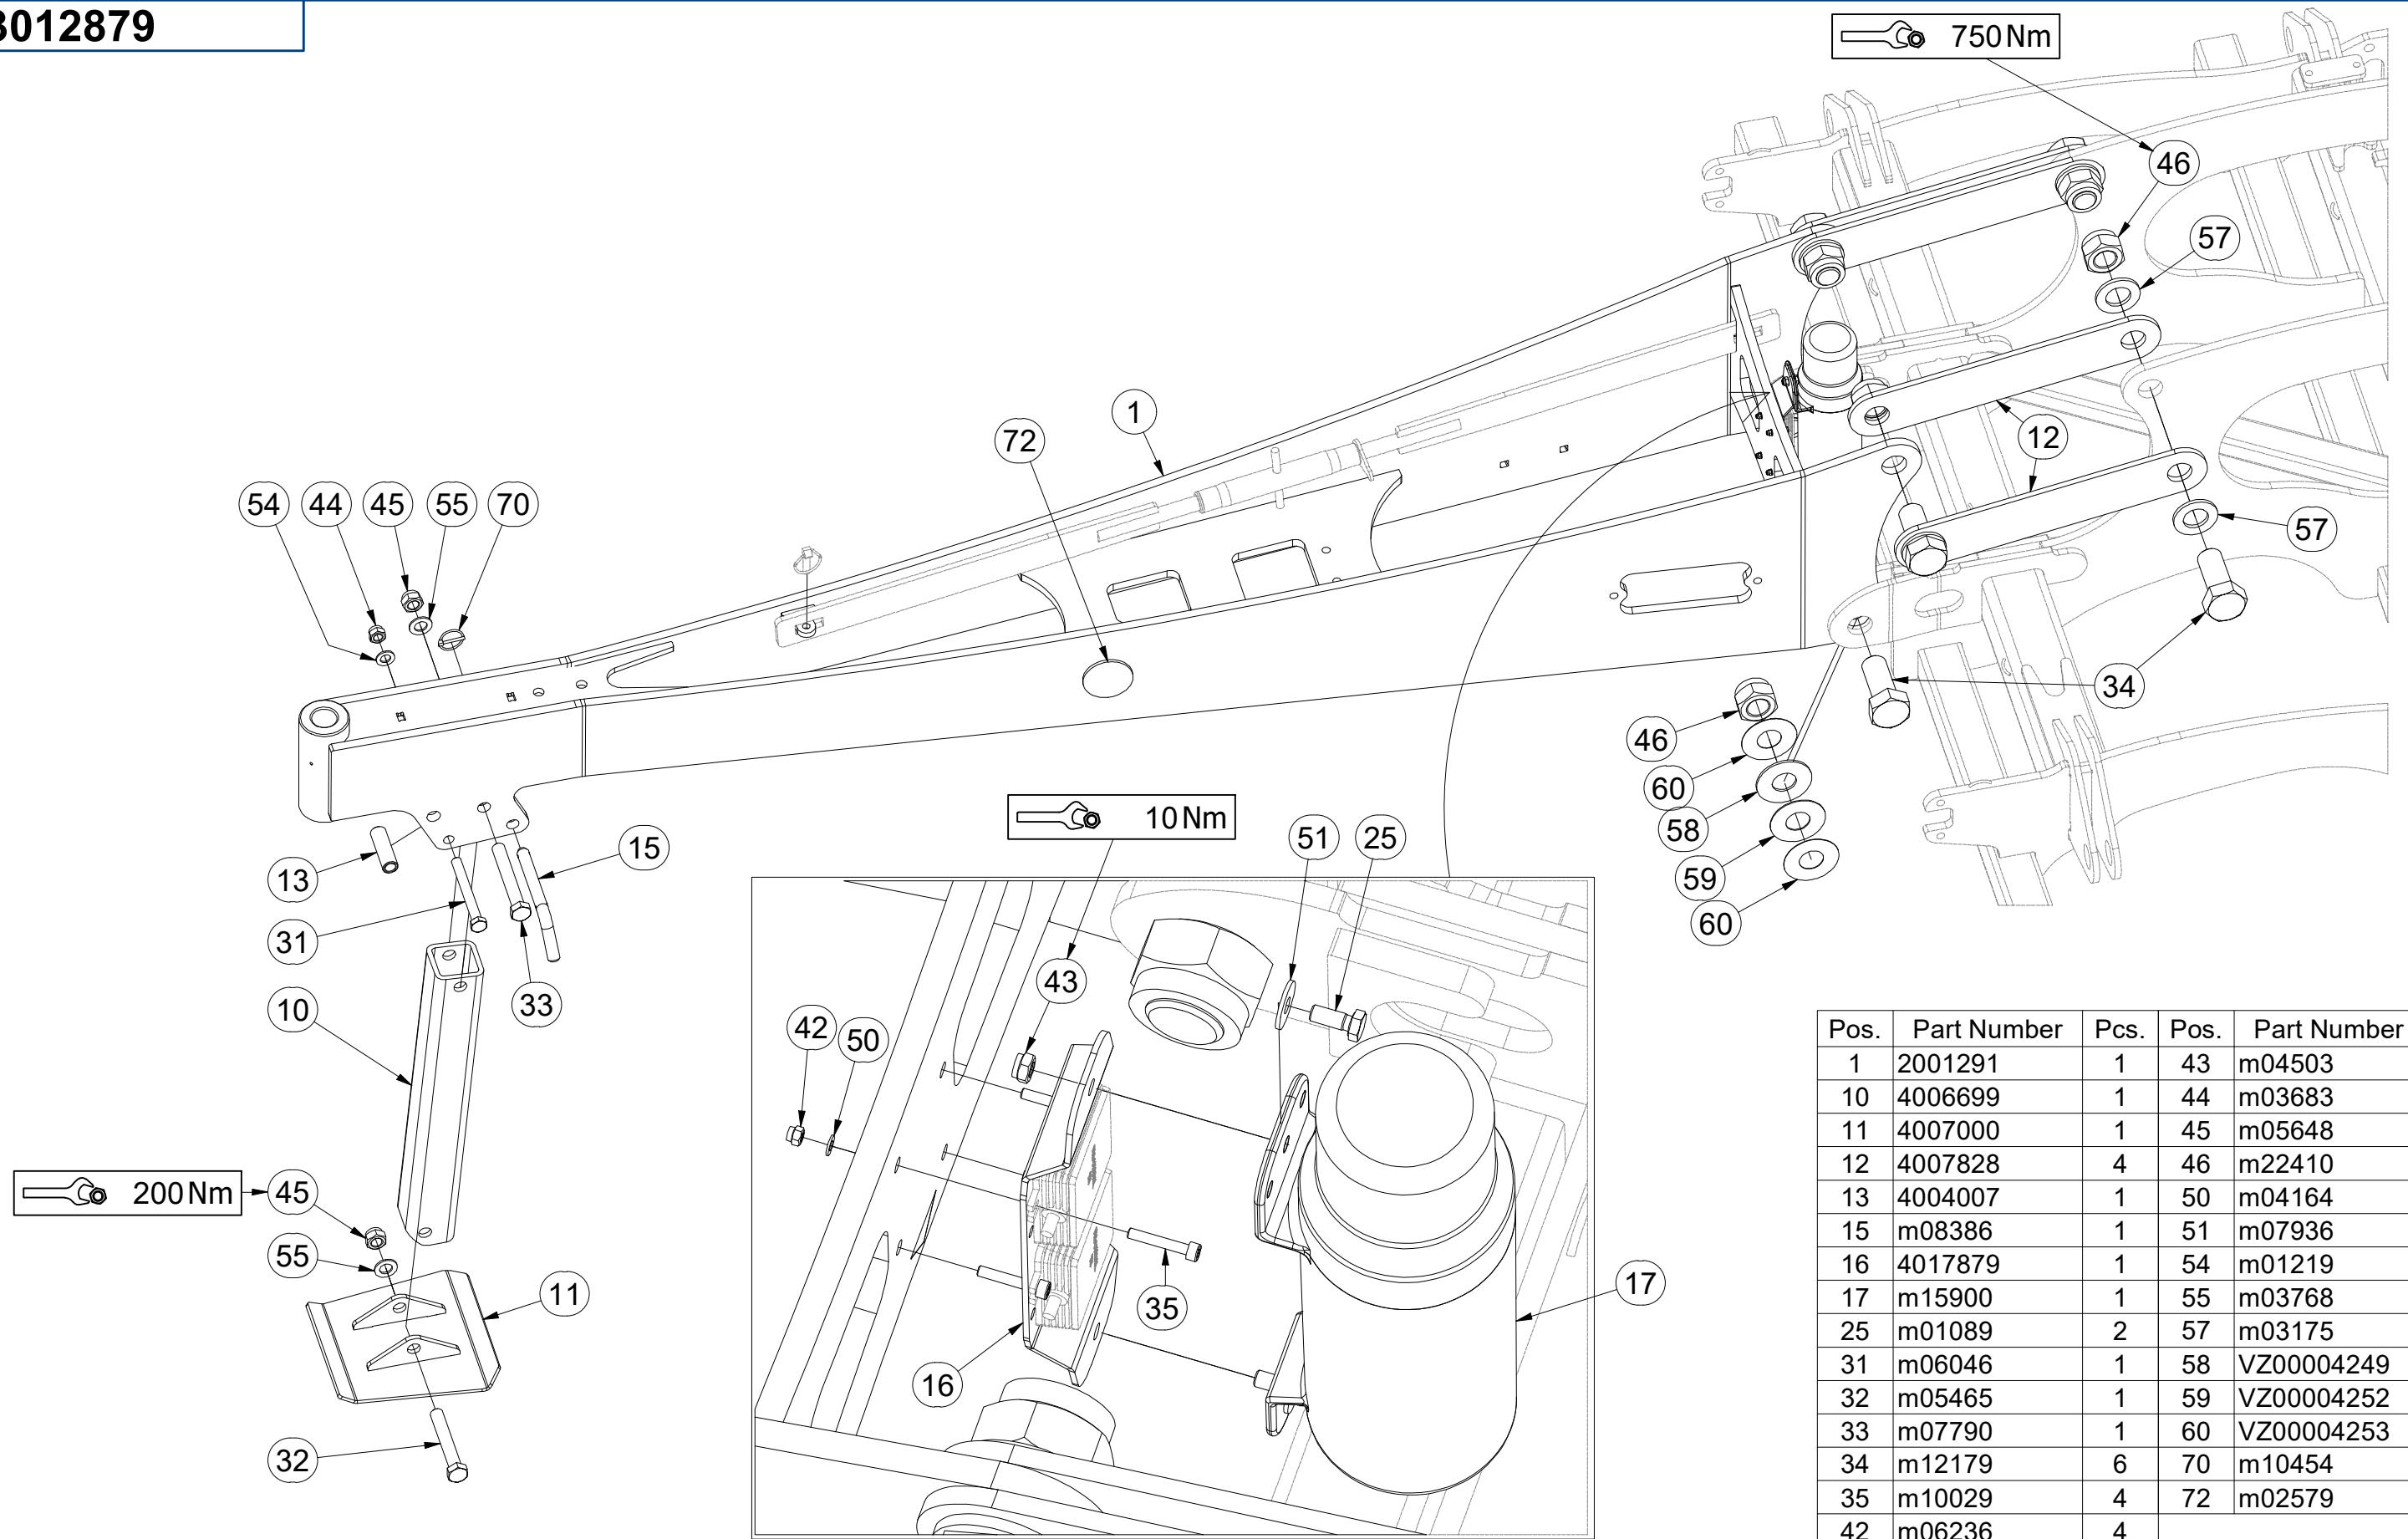 3012879
750 Nm
46
57
1
72
12
54 44 45 55 70
57
34
46
60
58
59
60
10 Nm
51 25
15
13
31
33
43
10
42 50
200 Nm 45
55
11
35
17
16
32
Pos. Part Number Pcs. Pos. Part Number
1 2001291 1 43 m04503
10 4006699 1 44 m03683
11 4007000 1 45 m05648
12 4007828 4 46 m22410
13 4004007 1 50 m04164
15 m08386 1 51 m07936
16 4017879 1 54 m01219
17 m15900 1 55 m03768
25 m01089 2 57 m03175
31 m06046 1 58 VZ00004249
32 m05465 1 59 VZ00004252
33 m07790 1 60 VZ00004253
34 m12179 6 70 m10454
35 m10029 4 72 m02579
42 m06236 4